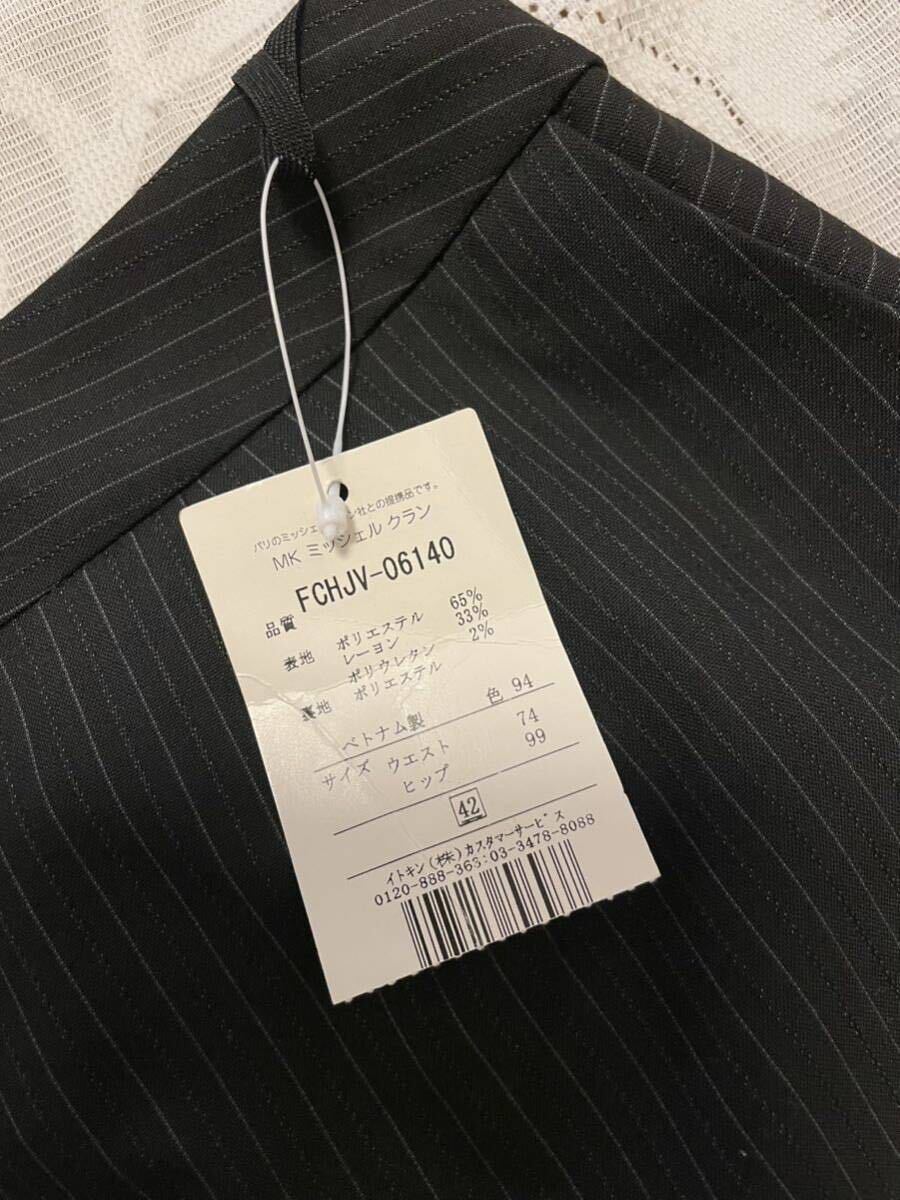 パリのミッシェ ン社との提携品です。
MK ミッシェル クラン
FCHJV-06140
品質
表地 ポリエステル 65%
レーヨン 33%
ポリウレタン 2%
裏地 ポリエステル
ベトナム製 色 94
サイズ ウエスト 74
ヒップ 99
42
イトキン(株)カスタマーサービス
0120-888-363:03-3478-8088